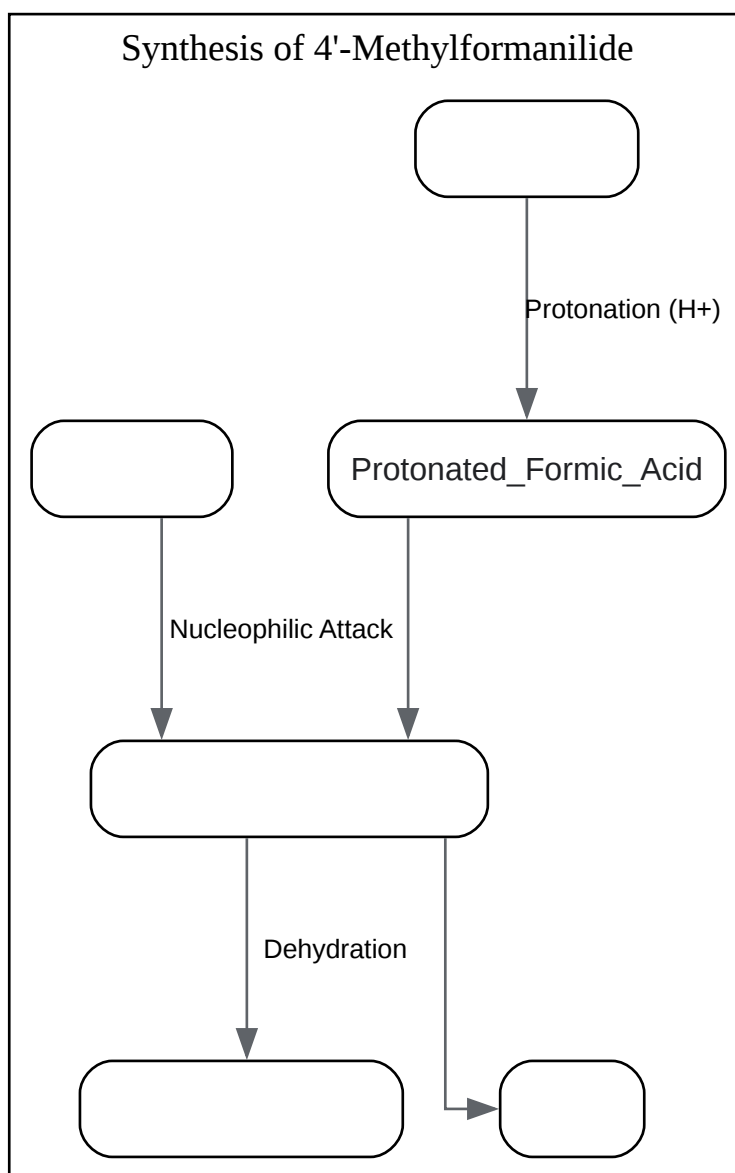 Synthesis of 4'-Methylformanilide
Protonation (H+)
Protonated_Formic_Acid
Nucleophilic Attack
Dehydration